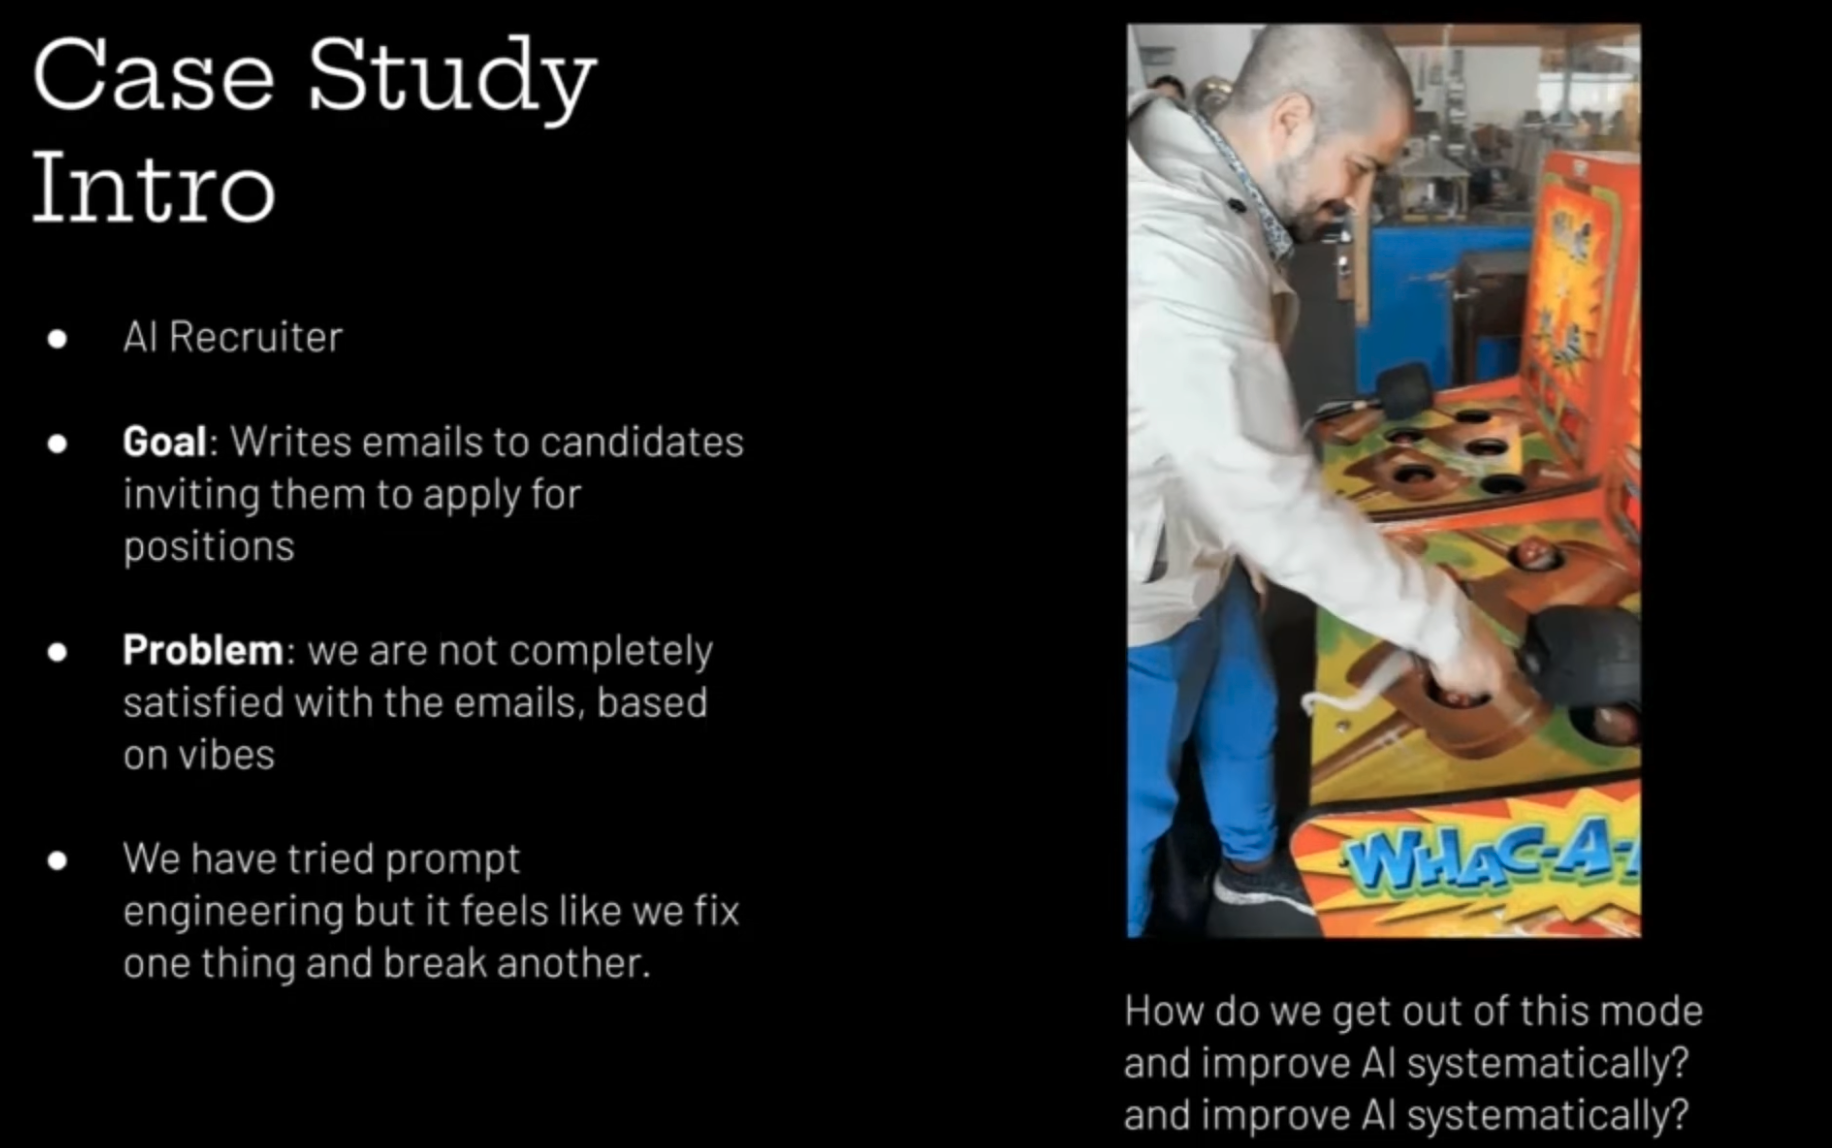 Case Study
Intro
● AI Recruiter
● Goal: Writes emails to candidates
inviting them to apply for
positions
● Problem: we are not completely
satisfied with the emails, based
on vibes
● We have tried prompt
engineering but it feels like we fix
one thing and break another.
WHAC-A-
How do we get out of this mode
and improve AI systematically?
and improve AI systematically?